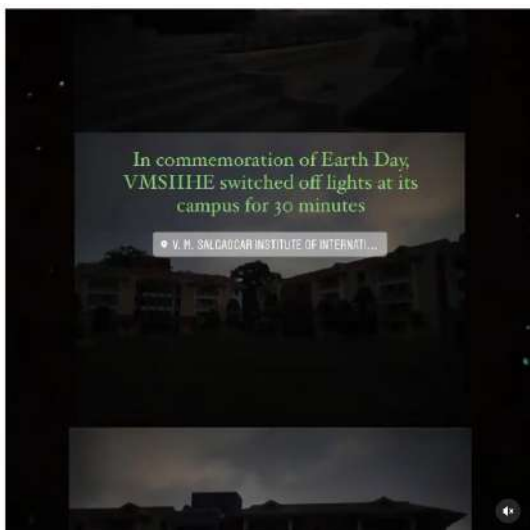 In commemoration of Earth Day,
VMSIIHE switched off lights at its
campus for 30 minutes
V. M. SALGAOCAR INSTITUTE OF INTERNATI...